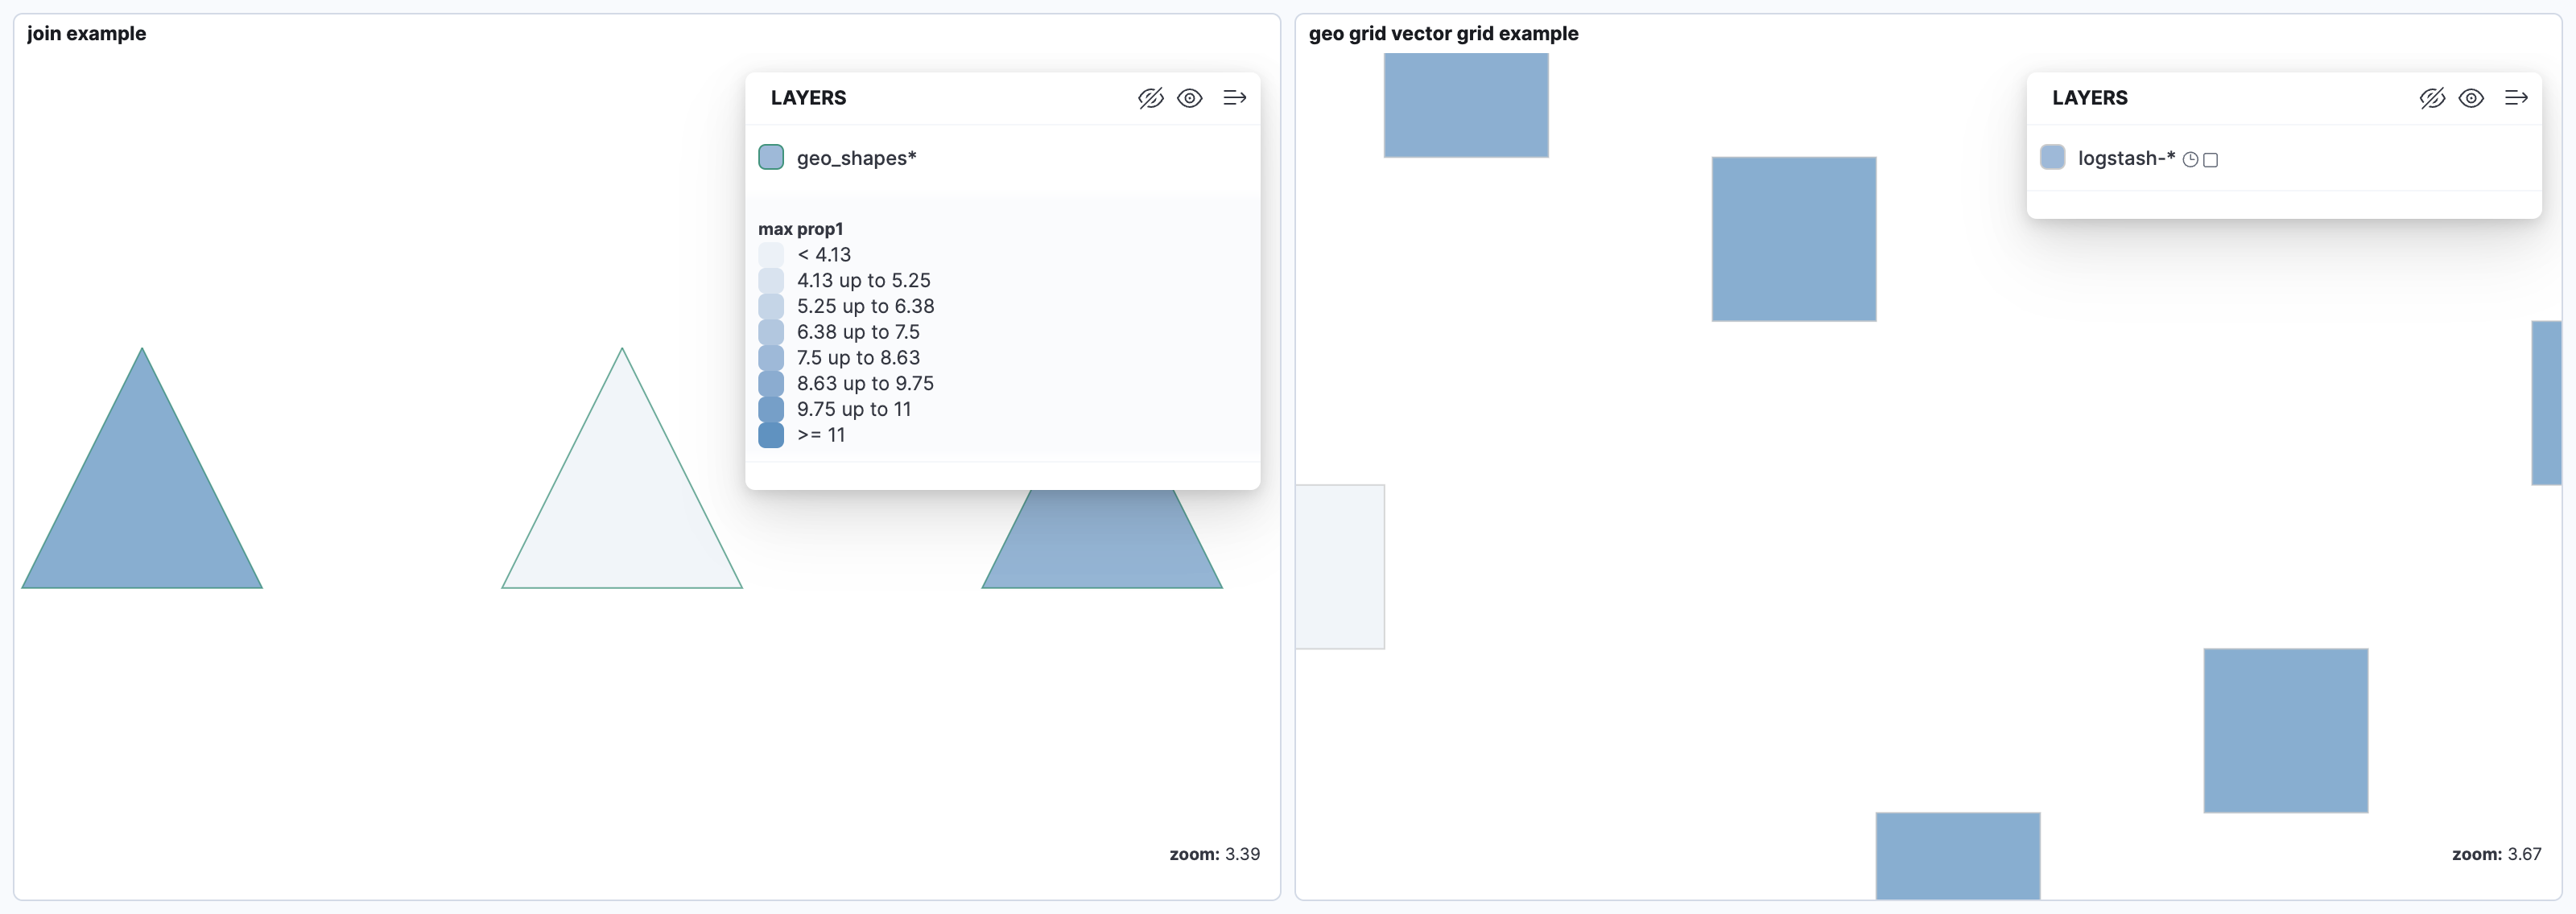 join example
LAYERS
geo_shapes*
max prop1
< 4.13
4.13 up to 5.25
5.25 up to 6.38
6.38 up to 7.5
7.5 up to 8.63
8.63 up to 9.75
9.75 up to 11
>= 11
zoom: 3.39
geo grid vector grid example
LAYERS
logstash-*
zoom: 3.67